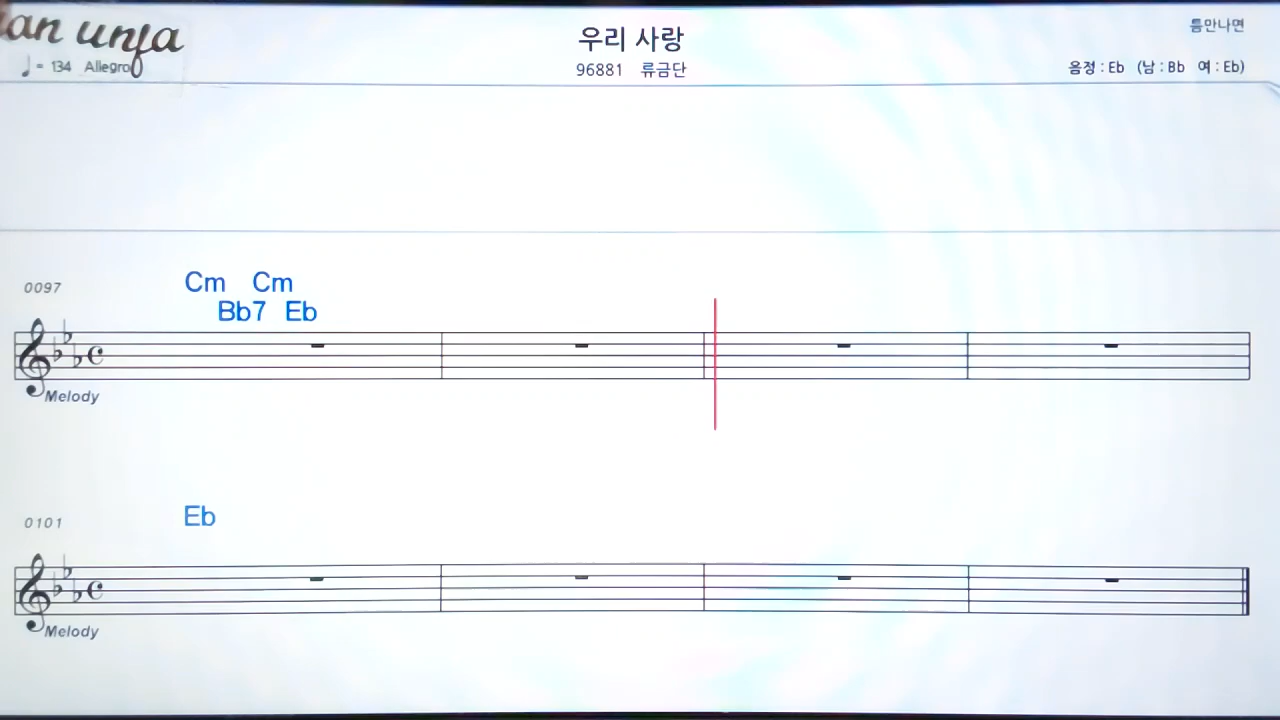 an unfa
♩ = 134 Allegro
우리 사랑
96881 류금단
틈만나면
음정 : Eb (남 : Bb 여 : Eb)
0097
Cm Cm
Bb7 Eb
Melody
0101
Eb
Melody